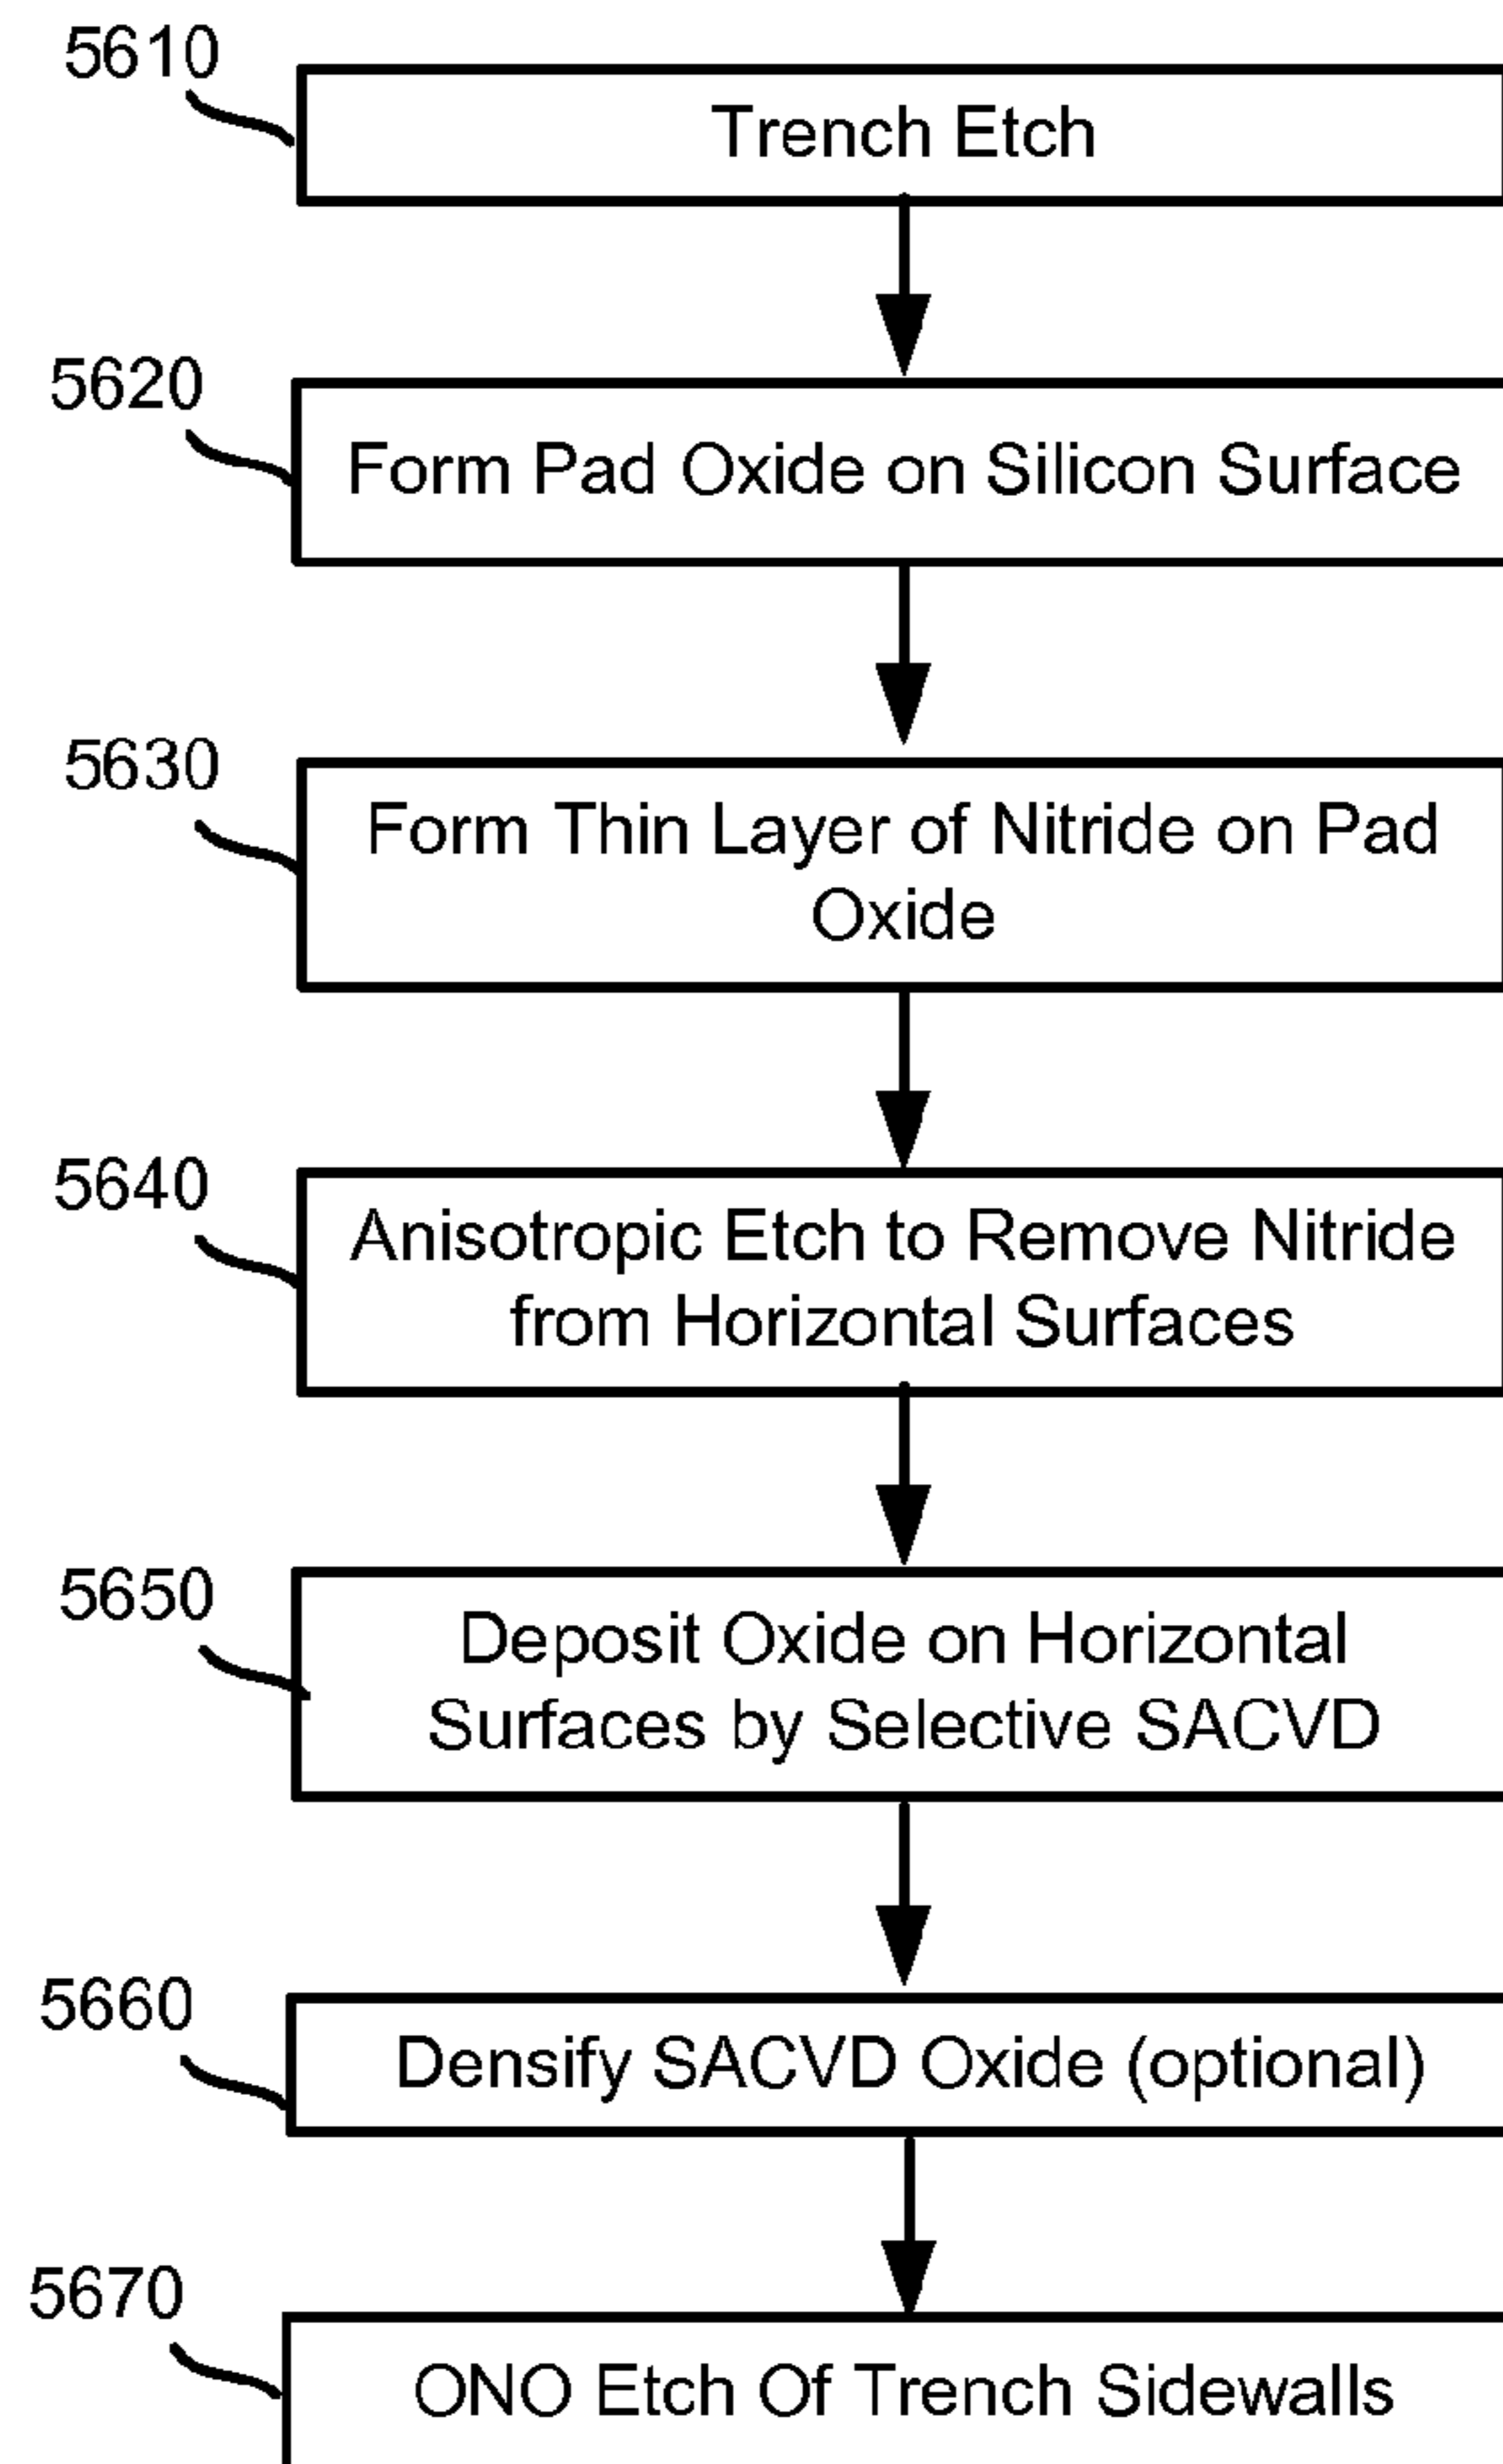 5610
Trench Etch
5620
Form Pad Oxide on Silicon Surface
5630
Form Thin Layer of Nitride on Pad
Oxide
5640
Anisotropic Etch to Remove Nitride
from Horizontal Surfaces
5650
Deposit Oxide on Horizontal
Surfaces by Selective SACVD
5660
Densify SACVD Oxide (optional)
5670
ONO Etch Of Trench Sidewalls